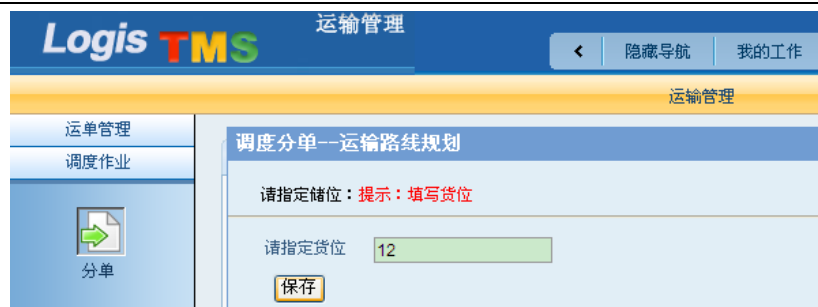 运输管理
Logis TMS
隐藏导航 我的工作
运输管理
运单管理
调度作业
分单
调度分单--运输路线规划
请指定储位：提示：填写货位
请指定货位 12
保存